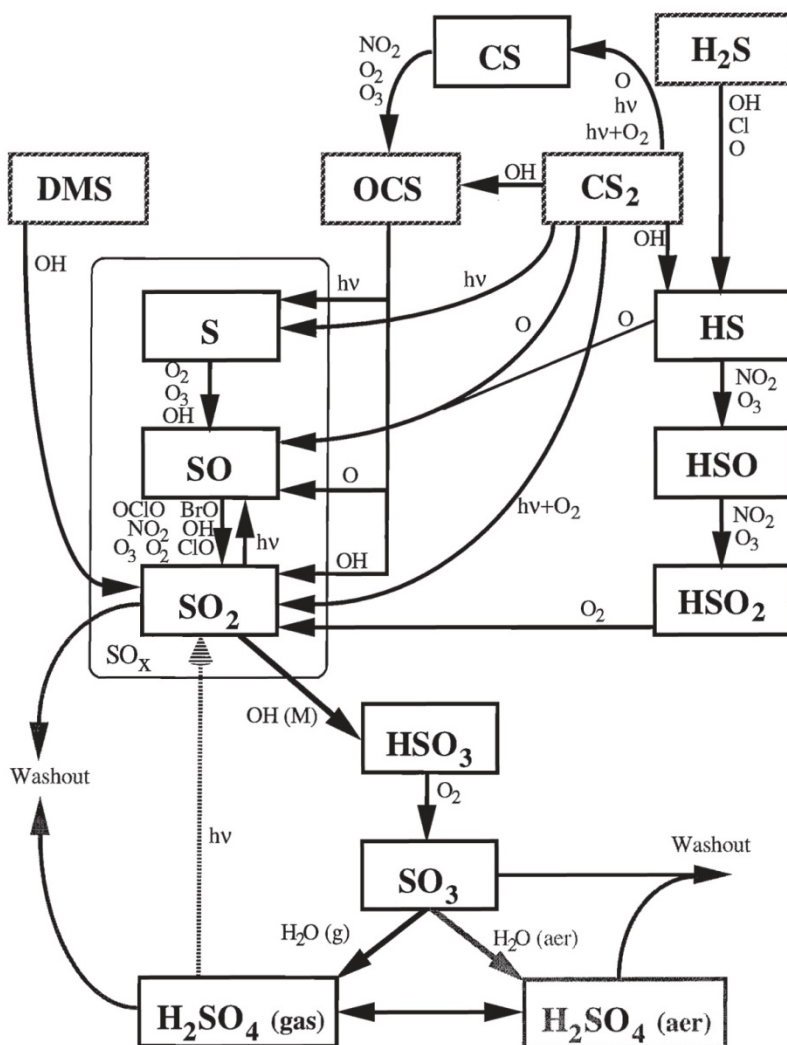 NO₂
O₂
O₃
CS
H₂S
O
hν
hν+O₂
OH
Cl
O
DMS
OCS
OH
CS₂
OH
OH
hν
hν
S
O
O
HS
O₂
O₃
OH
NO₂
O₃
SO
O
HSO
OClO BrO
NO₂ OH
O₃ O₂ ClO
hν
hν+O₂
NO₂
O₃
OH
SO₂
O₂
HSO₂
SOₓ
OH (M)
HSO₃
Washout
O₂
hν
SO₃
Washout
H₂O (g)
H₂O (aer)
H₂SO₄ (gas)
H₂SO₄ (aer)